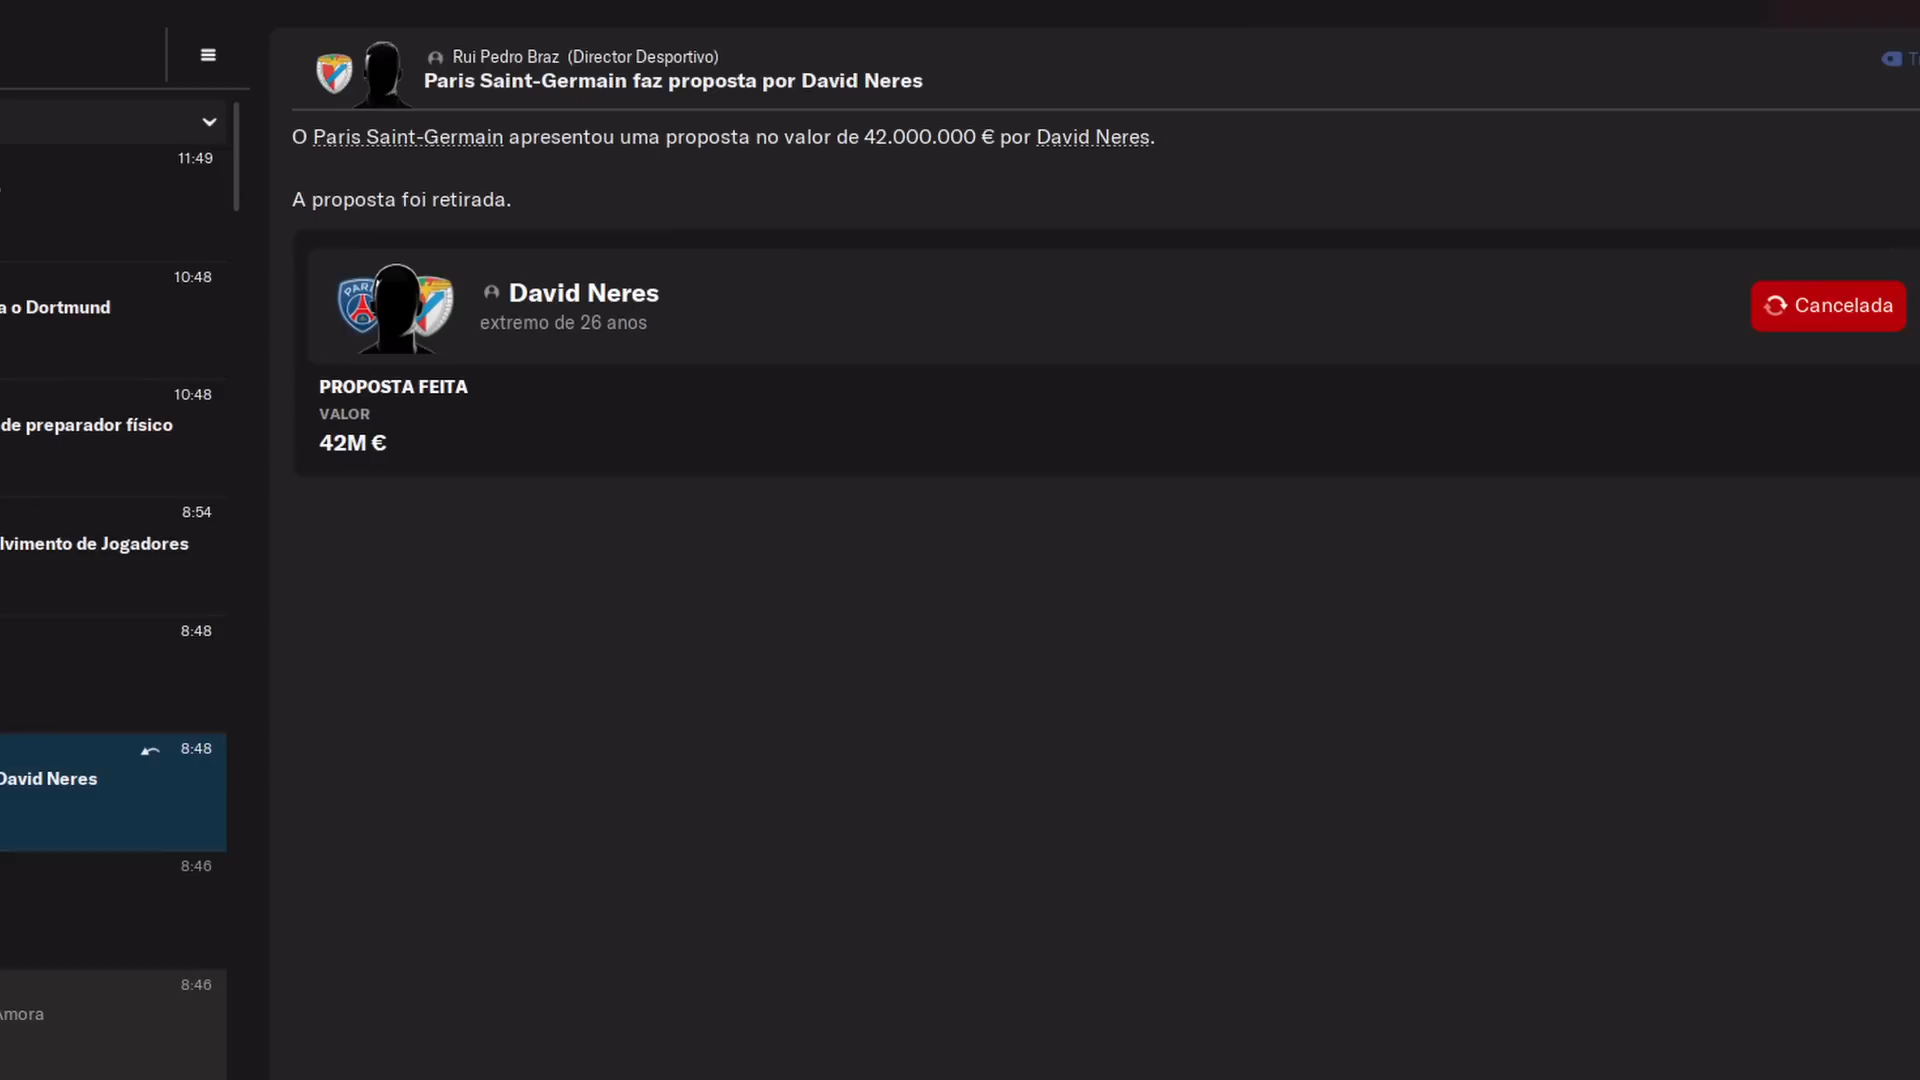 11:49
10:48
a o Dortmund
10:48
de preparador físico
8:54
lvimento de Jogadores
8:48
8:48
David Neres
8:46
8:46
Amora
Rui Pedro Braz (Director Desportivo)
Paris Saint-Germain faz proposta por David Neres
O Paris Saint-Germain apresentou uma proposta no valor de 42.000.000 € por David Neres.
A proposta foi retirada.
PARI
David Neres
extremo de 26 anos
Cancelada
PROPOSTA FEITA
VALOR
42M €